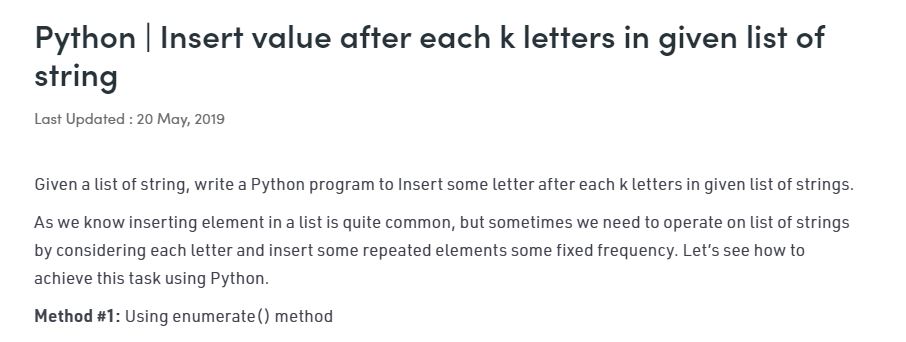 Python | Insert value after each k letters in given list of
string
Last Updated : 20 May, 2019
Given a list of string, write a Python program to Insert some letter after each k letters in given list of strings.
As we know inserting element in a list is quite common, but sometimes we need to operate on list of strings
by considering each letter and insert some repeated elements some fixed frequency. Let’s see how to
achieve this task using Python.
Method #1: Using enumerate() method